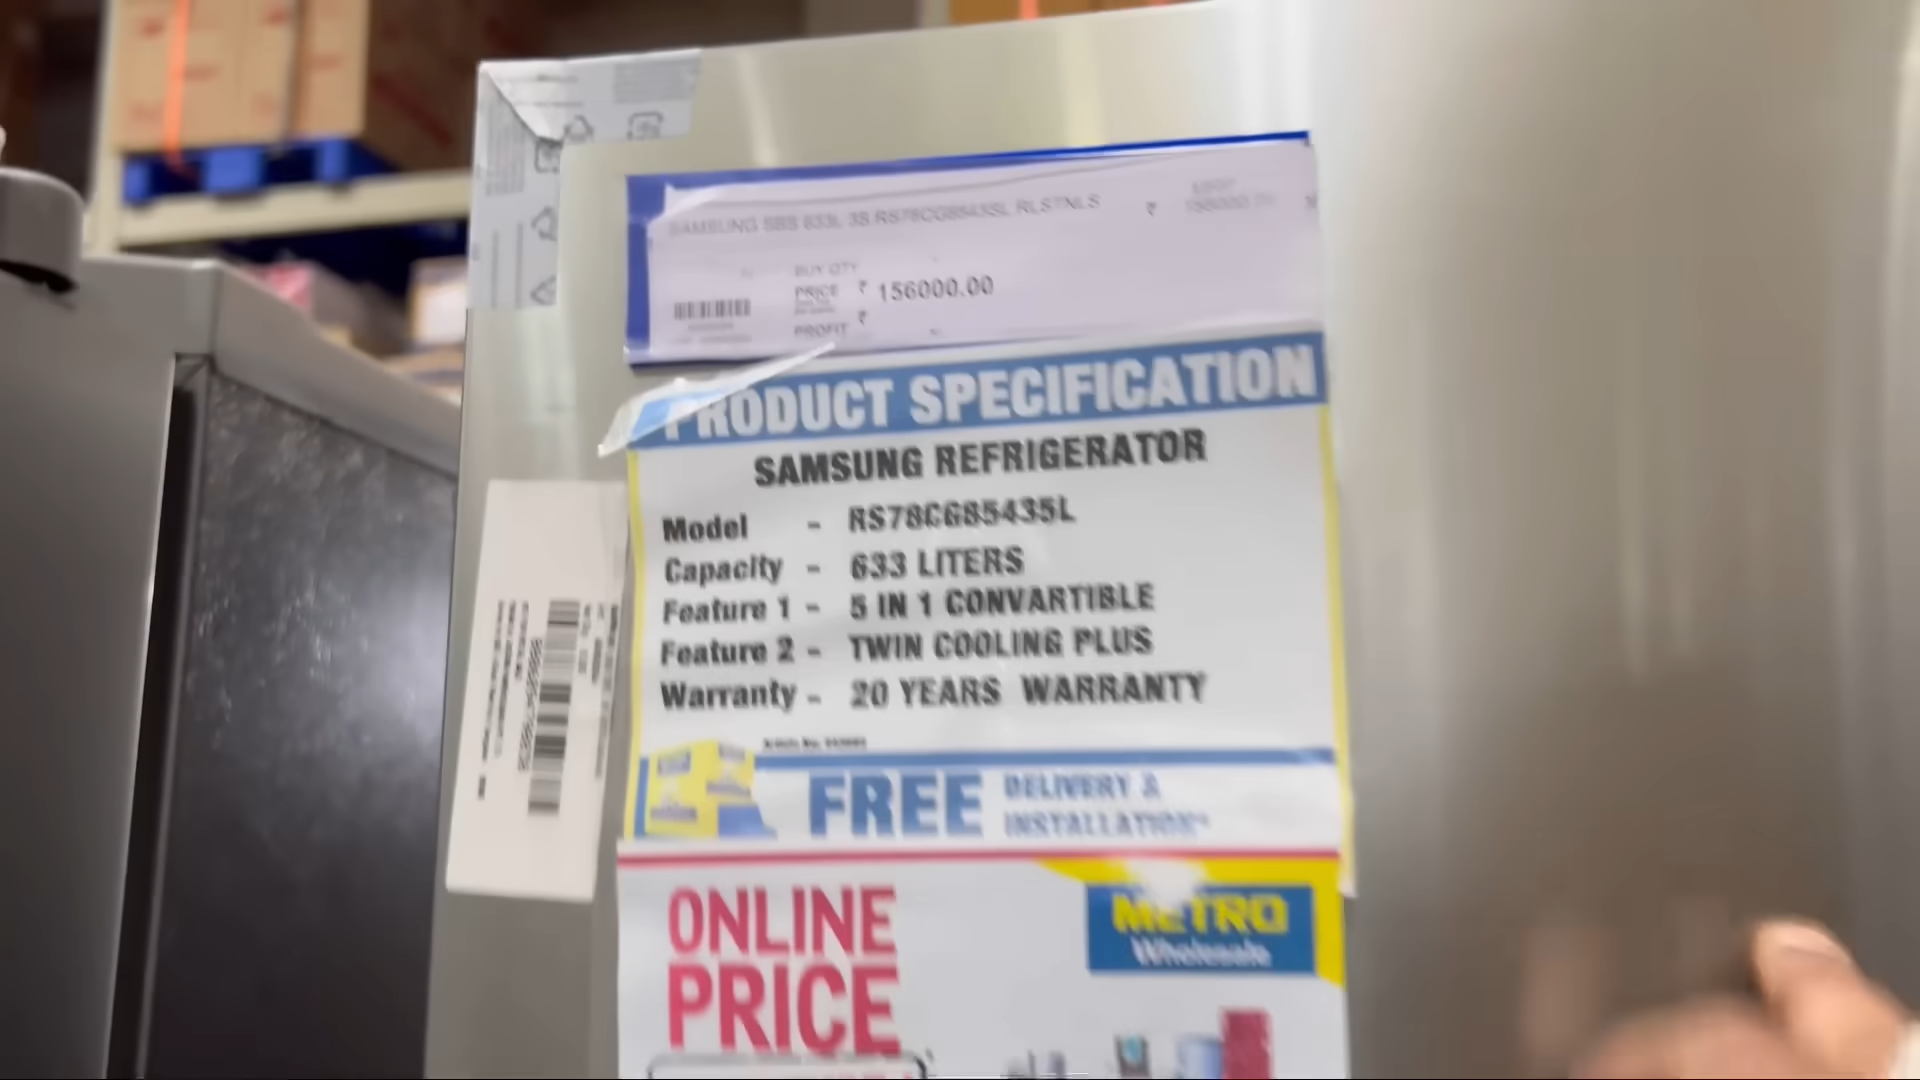 SAMSUNG SBS 633L 3S RS78CG8543SL RLSTNLS ₹
BUY QTY
PRICE ₹ 156000.00
PROFIT ₹
PRODUCT SPECIFICATION
SAMSUNG REFRIGERATOR
Model - RS78CG85435L
Capacity - 633 LITERS
Feature 1 - 5 IN 1 CONVARTIBLE
Feature 2 - TWIN COOLING PLUS
Warranty - 20 YEARS WARRANTY
FREE DELIVERY &
INSTALLATION*
ONLINE
PRICE
METRO
Wholesale